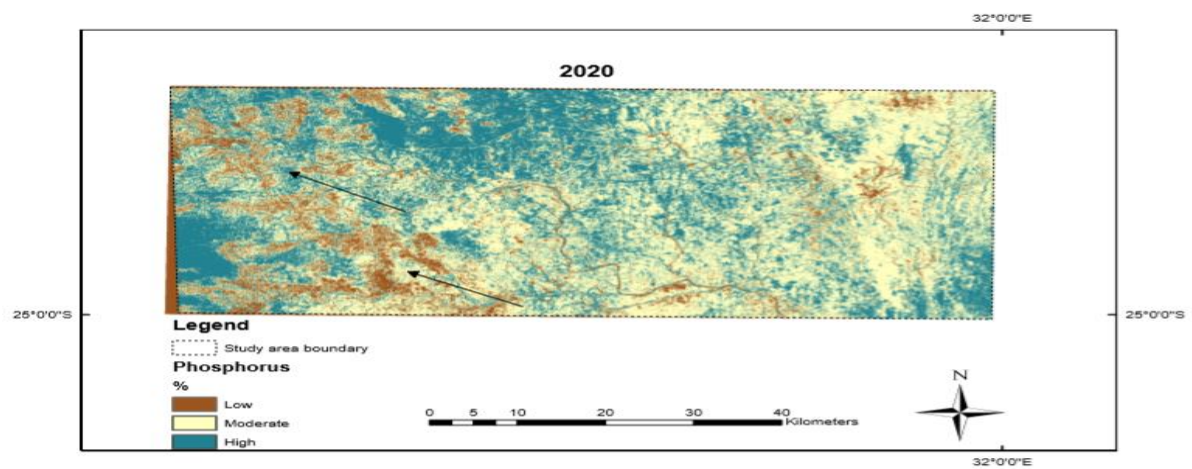 32°0'0"E
2020
25°0'0"S
25°0'0"S
Legend
Study area boundary
Phosphorus
%
Low
Moderate
High
0 5 10 20 30 40
Kilometers
N
32°0'0"E